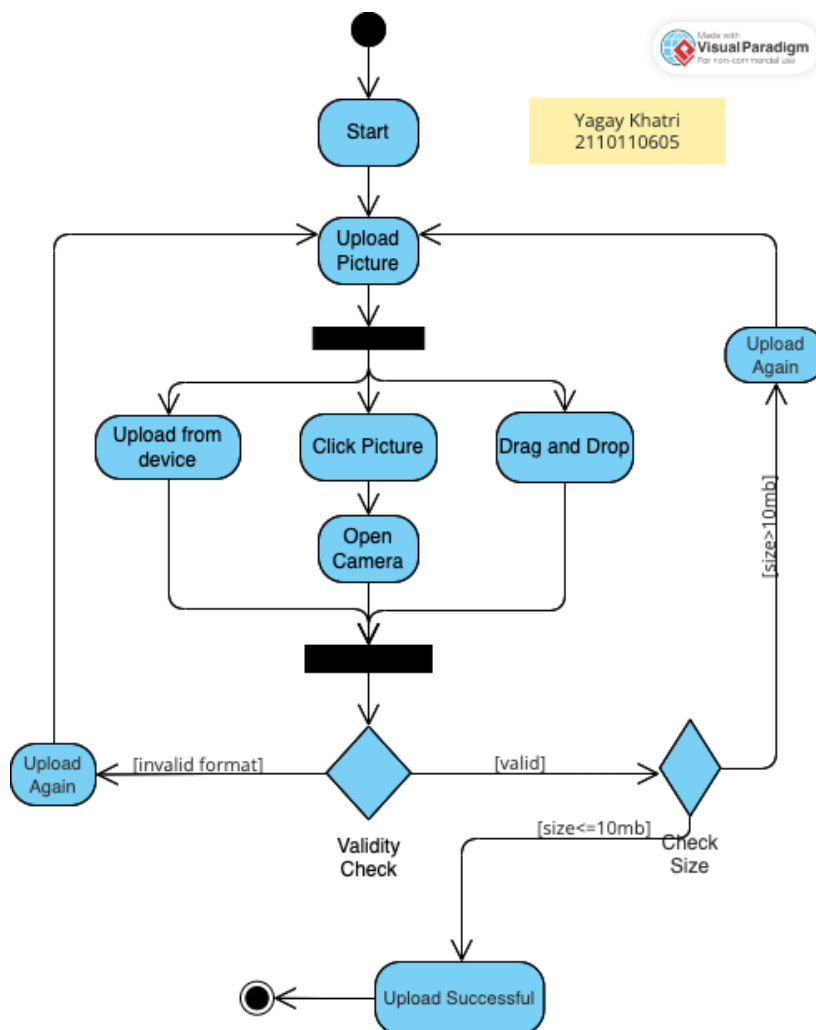 Made with
Visual Paradigm
For non-commercial use
Yagay Khatri
2110110605
Start
Upload
Picture
Upload
Again
Upload from
device
Click Picture
Drag and Drop
Open
Camera
[size>10mb]
Upload
Again
[invalid format]
[valid]
Validity
Check
[size<=10mb]
Check
Size
Upload Successful